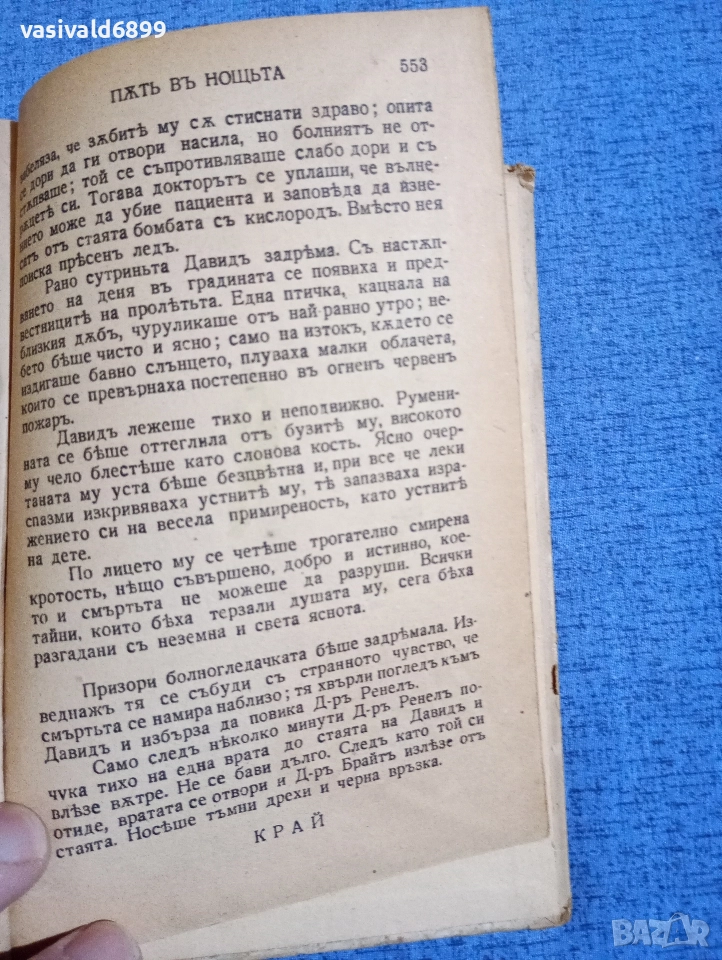 vasivald6899
ПѪТЬ ВЪ НОЩЬТА 553
забеляза, че зѫбитѣ му сѫ стиснати здраво; опита
се дори да ги отвори насила, но болниятъ не от-
стѫпваше; той се съпротивляваше слабо дори и съ
рѫцетѣ си. Тогава докторътъ се уплаши, че вълне-
нието може да убие пациента и заповѣда да изне-
сатъ отъ стаята бомбата съ кислородъ. Вмѣсто нея
поиска прѣсенъ ледъ.
Рано сутриньта Давидъ задрѣма. Съ настѫп-
ването на деня въ градината се появиха и пред-
вестницитѣ на пролѣтьта. Една птичка, кацнала на
близкия дѫбъ, чуруликаше отъ най-равно утро; не-
бето бѣше чисто и ясно; само на изтокъ, кѫдето се
издигаше бавно слънцето, плуваха малки облачета,
които се превърнаха постепенно въ огненъ червенъ
пожаръ.
Давидъ лежеше тихо и неподвижно. Румени-
ната се бѣше оттеглила отъ бузитѣ му, високото
му чело блестѣше като слонова кость. Ясно очер-
таната му уста бѣше безцвѣтна и, при все че леки
спазми изкривяваха устнитѣ му, тѣ запазваха изра-
жението си на весела примиреность, като устнитѣ
на дете.
По лицето му се четѣше трогателно смирена
кротость, нѣщо съвършено, добро и истинно, кое-
то и смъртьта не можеше да разруши. Всички
тайни, които бѣха терзали душата му, сега бѣха
разгадани съ неземна и света яснота.
Призори болногледачката бѣше задрѣмала. Из-
веднажъ тя се събуди съ странното чувство, че
смъртьта се намира наблизо; тя хвърли погледъ къмъ
Давидъ и избърза да повика Д-ръ Ренелъ.
Само следъ нѣколко минути Д-ръ Ренелъ по-
чука тихо на една врата до стаята на Давидъ и
влѣзе вѫтре. Не се бави дълго. Следъ като той си
отиде, вратата се отвори и Д-ръ Брайтъ излѣзе отъ
стаята. Носѣше тъмни дрехи и черна връзка.
КРАЙ
BAZAR